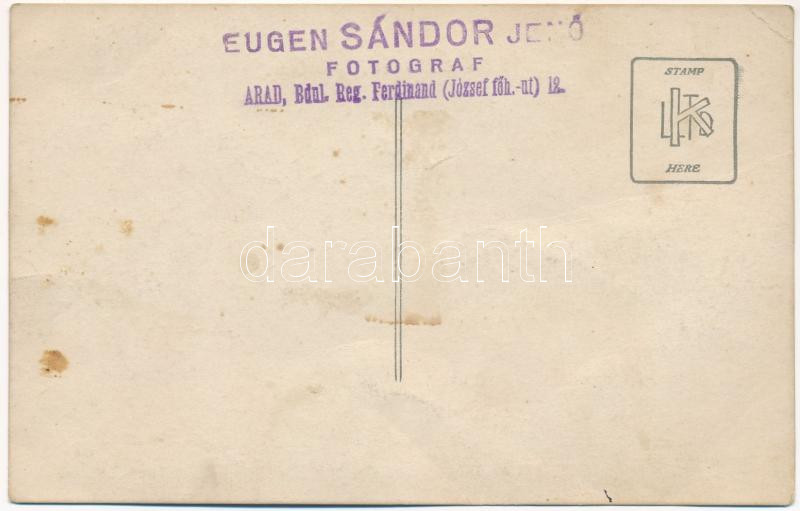 EUGEN SÁNDOR JENŐ
FOTOGRAF
ARAD, Bdul. Reg. Ferdinand (József főh.-ut) 12.
STAMP
HERE
darabanth